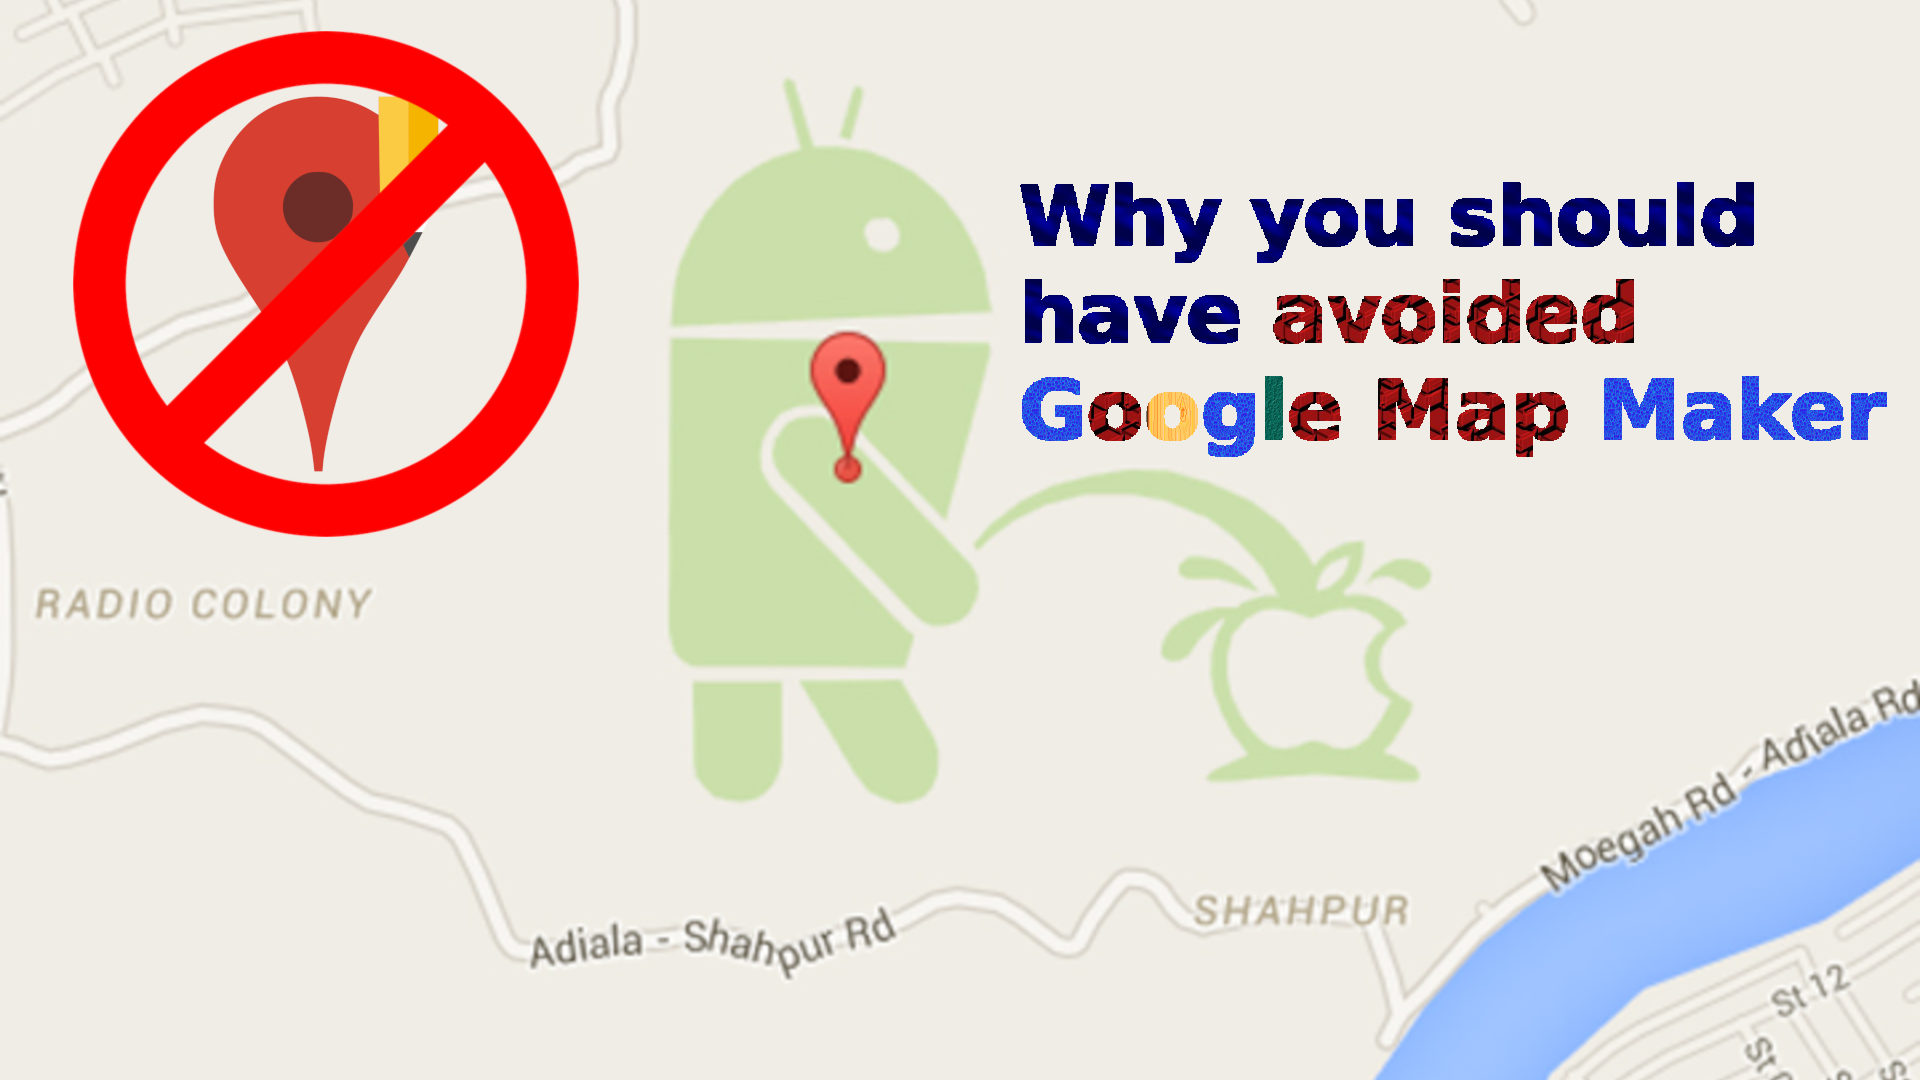 Why you should
have avoided
Google Map Maker
RADIO COLONY
Moegah Rd - Adiala Rd
SHAHPUR
Adiala - Shahpur Rd
St 12